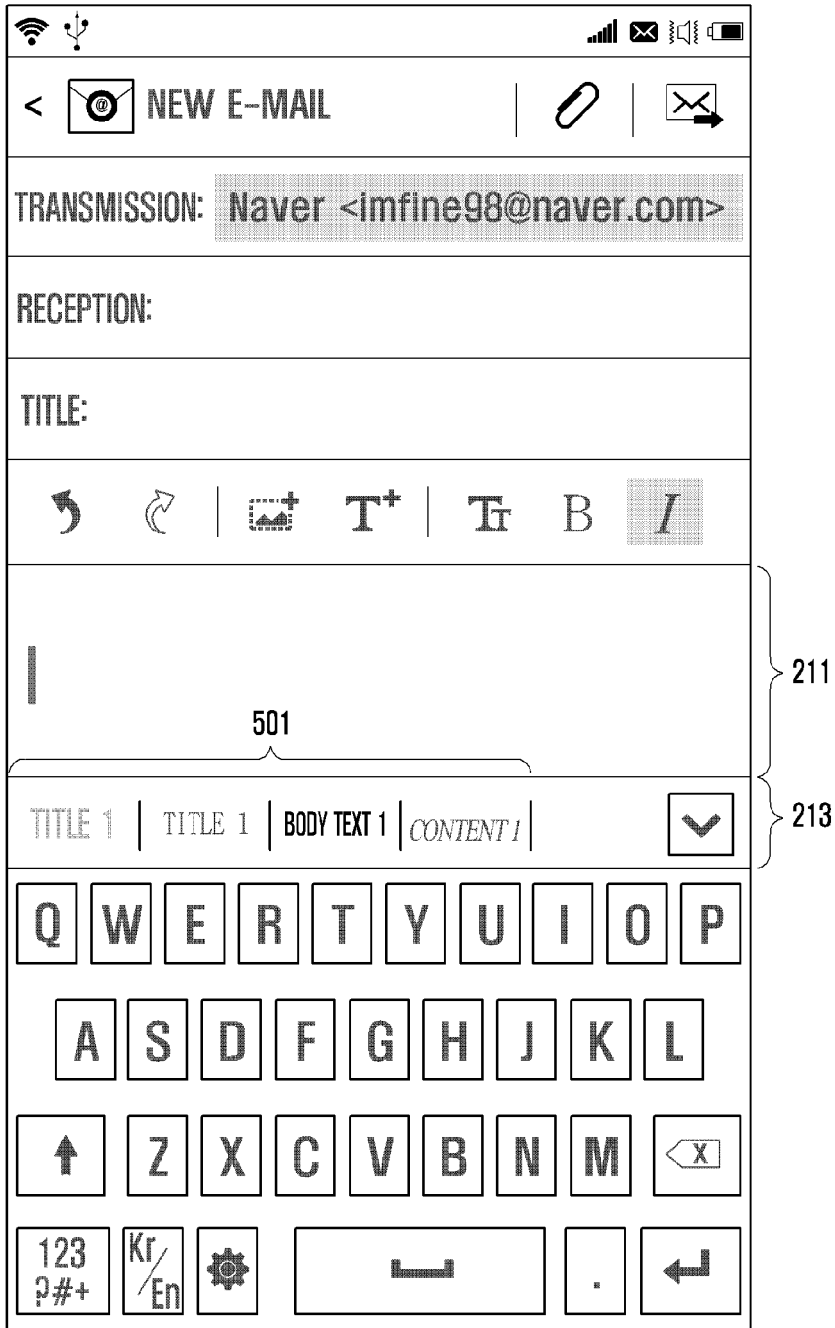 < @ NEW E-MAIL
TRANSMISSION: Naver <imfine98@naver.com>
RECEPTION:
TITLE:
T+ TT B I
211
501
TITLE 1 TITLE 1 BODY TEXT 1 CONTENT 1
213
Q W E R T Y U I O P
A S D F G H J K L
Z X C V B N M X
123 Kr/En .
?#+